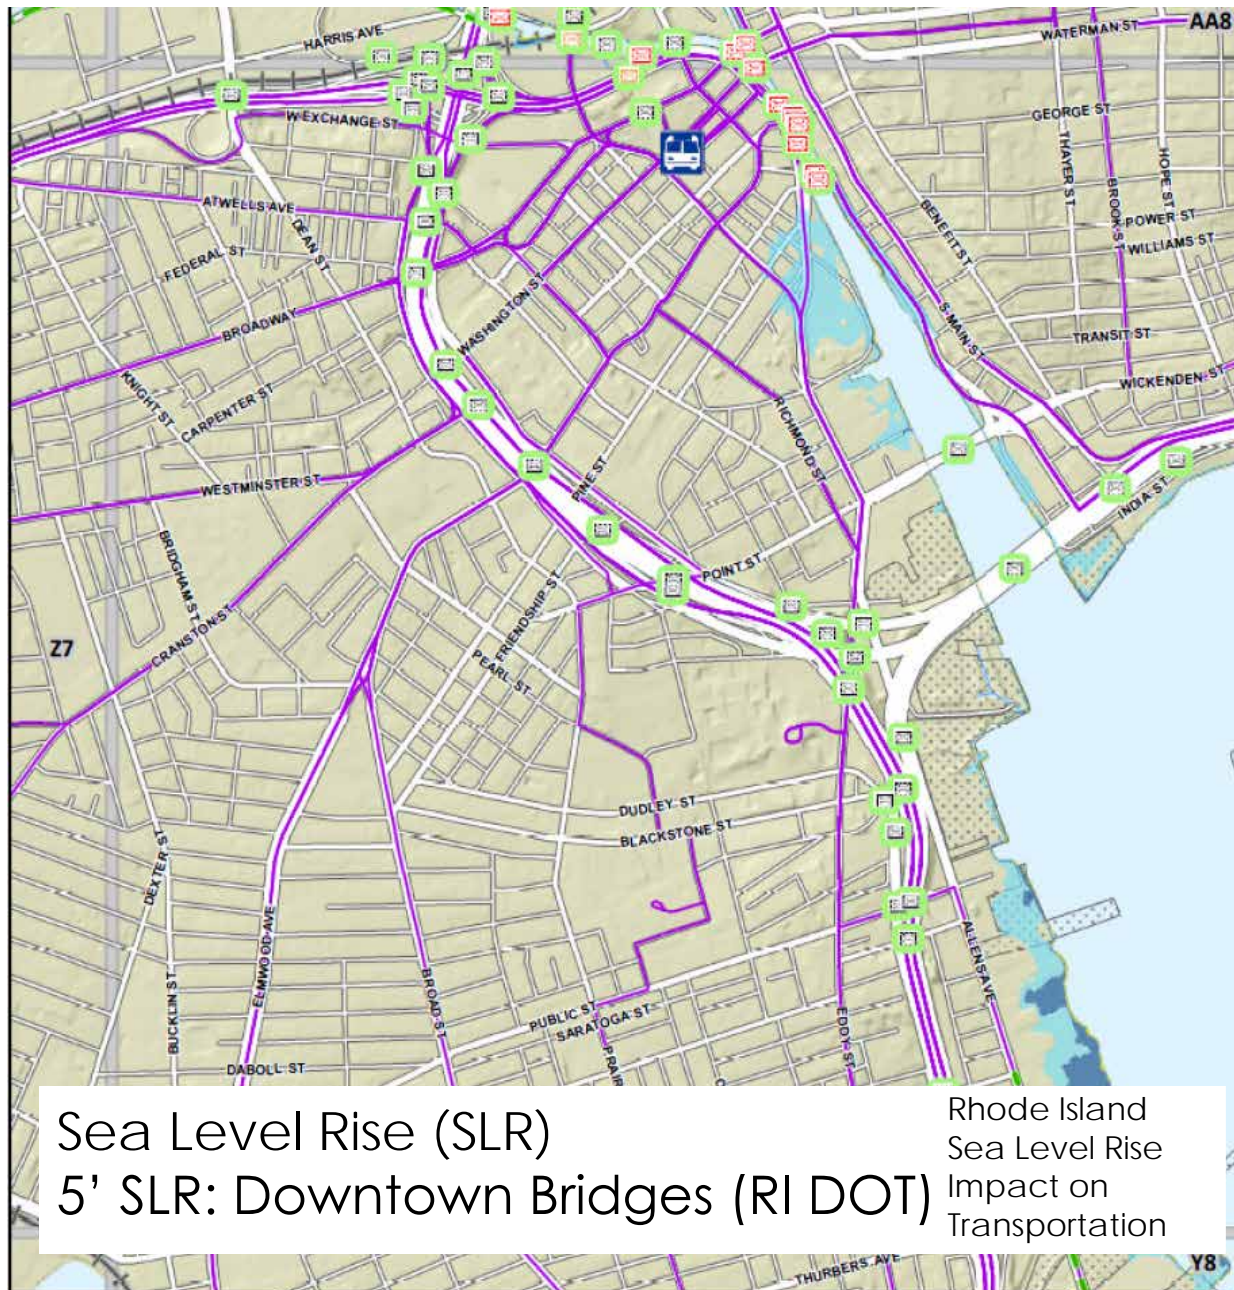 HARRIS AVE
WATERMAN ST
AA8
W EXCHANGE ST
GEORGE ST
THAYER ST
HOPE ST
BROOK ST
ATWELLS AVE
DEAN ST
BENEFIT ST
POWER ST
WILLIAMS ST
FEDERAL ST
BROADWAY
WASHINGTON ST
S MAIN ST
TRANSIT ST
WICKENDEN ST
KNIGHT ST
CARPENTER ST
RICHMOND ST
WESTMINSTER ST
PINE ST
INDIA ST
BRIDGHAM ST
POINT ST
FRIENDSHIP ST
CRANSTON ST
Z7
PEARL ST
DUDLEY ST
BLACKSTONE ST
DEXTER ST
ELMWOOD AVE
ALLENS AVE
BUCKLIN ST
BROAD ST
PUBLIC ST
SARATOGA ST
EDDY ST
PRAIR
DABOLL ST
Sea Level Rise (SLR)
5’ SLR: Downtown Bridges (RI DOT)
Rhode Island
Sea Level Rise
Impact on
Transportation
THURBERS AVE
Y8